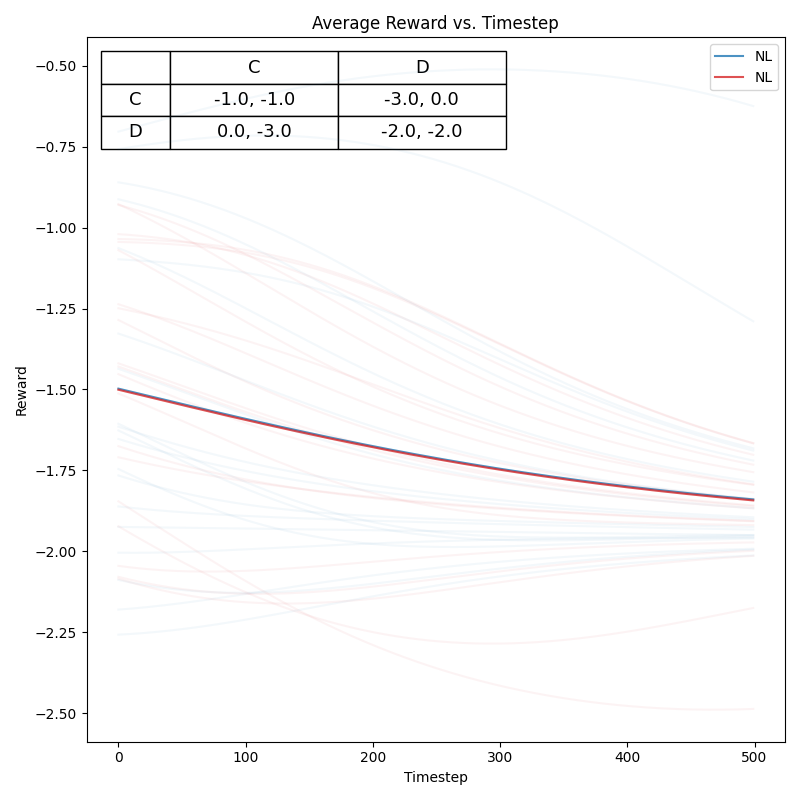 Average Reward vs. Timestep
C D
C -1.0, -1.0 -3.0, 0.0
D 0.0, -3.0 -2.0, -2.0
NL
NL
−0.50
−0.75
−1.00
−1.25
−1.50
−1.75
−2.00
−2.25
−2.50
Reward
0 100 200 300 400 500
Timestep